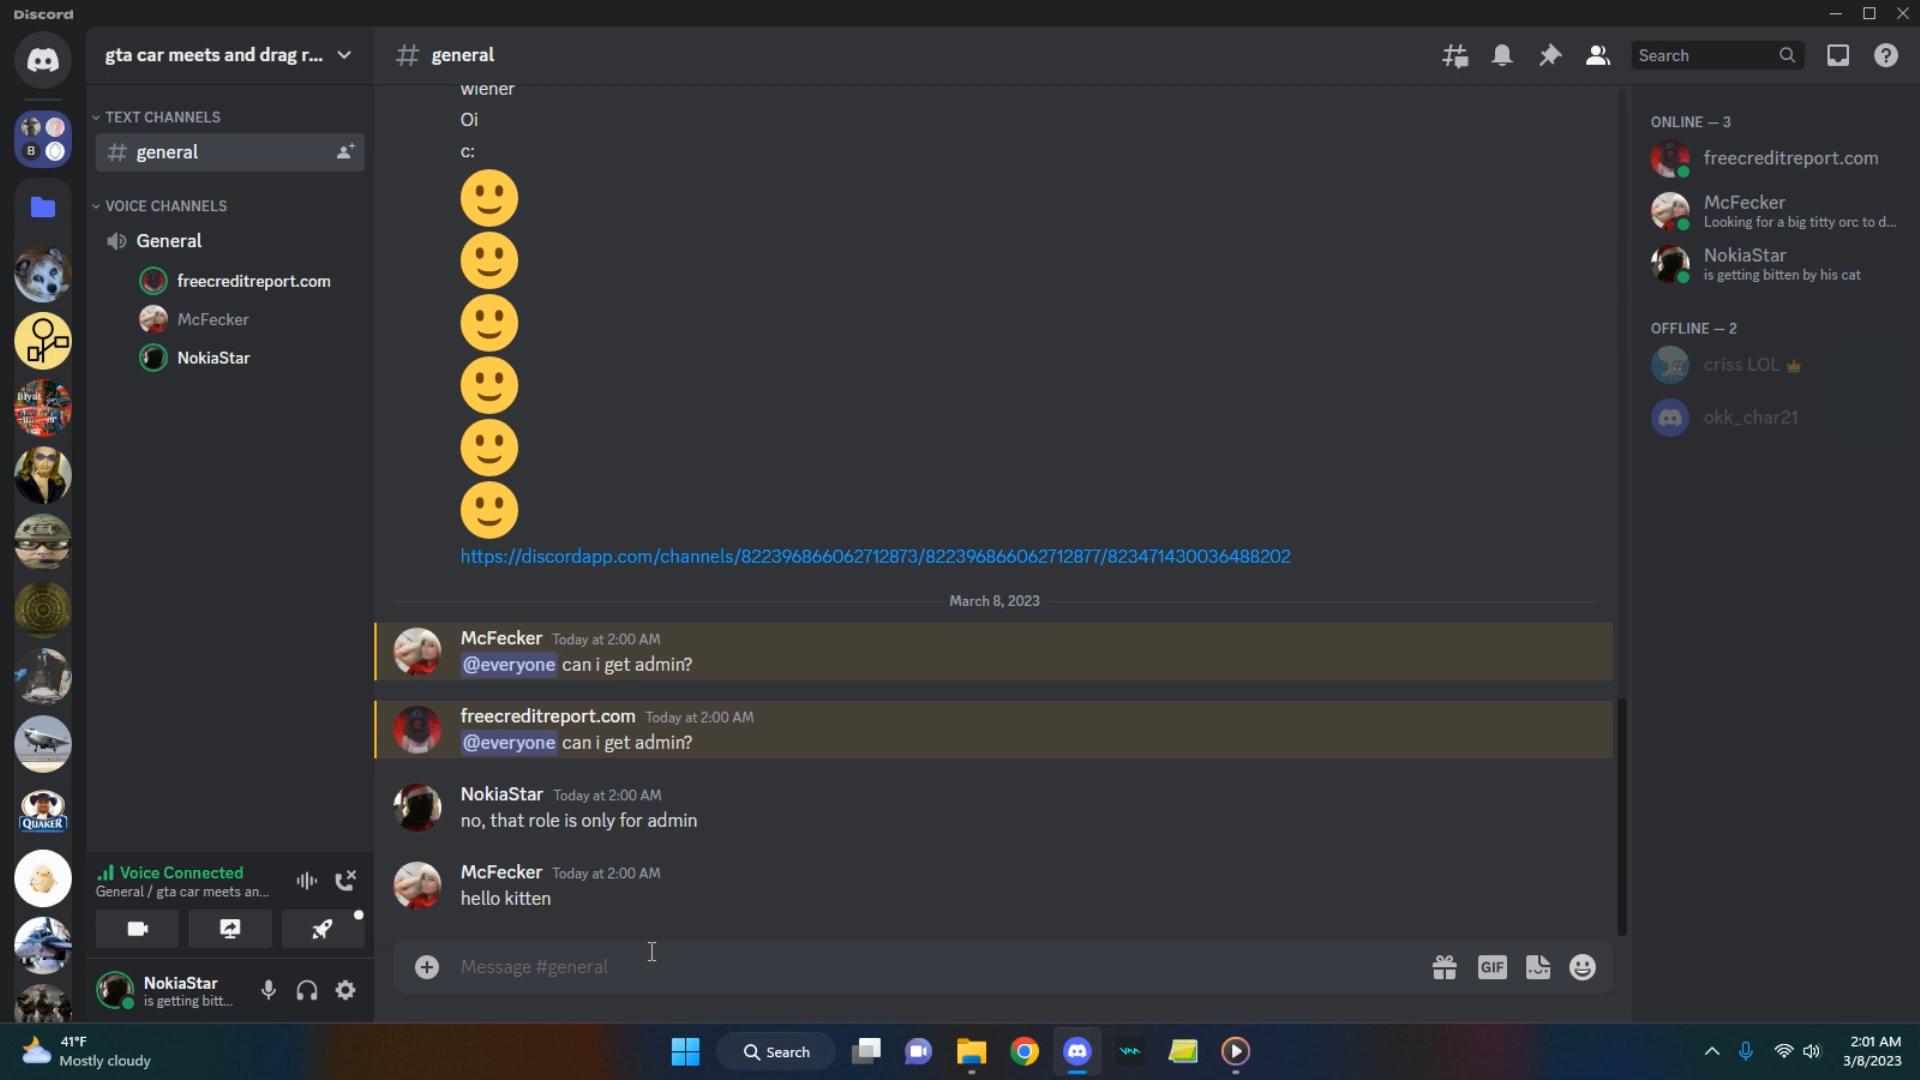 Discord
gta car meets and drag r...
general
Search
TEXT CHANNELS
general
VOICE CHANNELS
General
freecreditreport.com
McFecker
NokiaStar
wiener
Oi
c:
https://discordapp.com/channels/822396866062712873/822396866062712877/823471430036488202
March 8, 2023
McFecker Today at 2:00 AM
@everyone can i get admin?
freecreditreport.com Today at 2:00 AM
@everyone can i get admin?
NokiaStar Today at 2:00 AM
no, that role is only for admin
McFecker Today at 2:00 AM
hello kitten
Message #general
GIF
ONLINE — 3
freecreditreport.com
McFecker
Looking for a big titty orc to d...
NokiaStar
is getting bitten by his cat
OFFLINE — 2
criss LOL
okk_char21
B
QUAKER
Voice Connected
General / gta car meets an...
NokiaStar
is getting bitt...
41°F
Mostly cloudy
Search
2:01 AM
3/8/2023